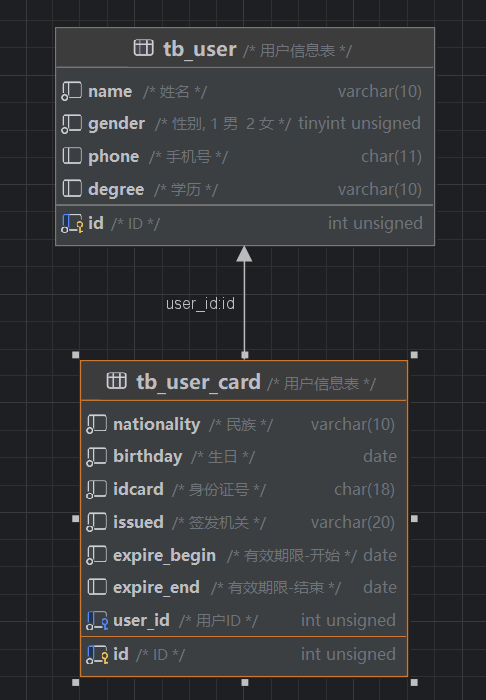 tb_user /* 用户信息表 */
name /* 姓名 */ varchar(10)
gender /* 性别, 1 男 2 女 */ tinyint unsigned
phone /* 手机号 */ char(11)
degree /* 学历 */ varchar(10)
id /* ID */ int unsigned
user_id:id
tb_user_card /* 用户信息表 */
nationality /* 民族 */ varchar(10)
birthday /* 生日 */ date
idcard /* 身份证号 */ char(18)
issued /* 签发机关 */ varchar(20)
expire_begin /* 有效期限-开始 */ date
expire_end /* 有效期限-结束 */ date
user_id /* 用户ID */ int unsigned
id /* ID */ int unsigned